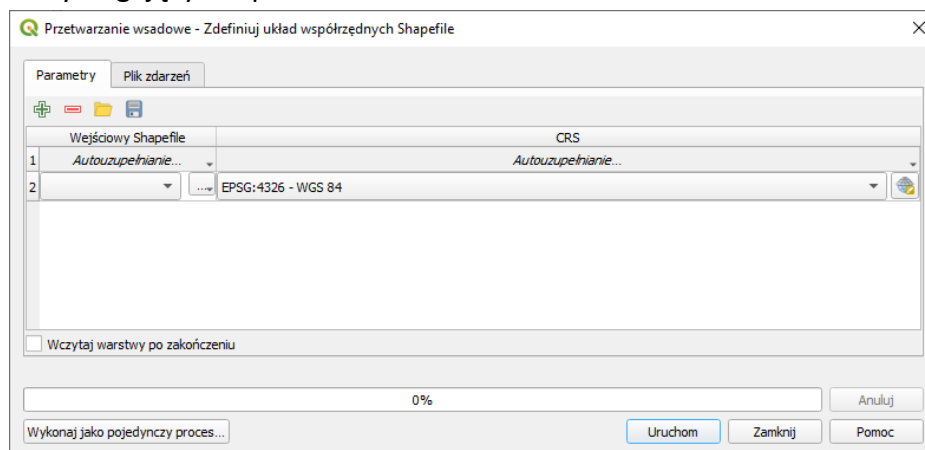 Przetwarzanie wsadowe - Zdefiniuj układ współrzędnych Shapefile
Parametry Plik zdarzeń
Wejściowy Shapefile CRS
1 Autouzupełnianie... Autouzupełnianie...
2 ... EPSG:4326 - WGS 84
Wczytaj warstwy po zakończeniu
0% Anuluj
Wykonaj jako pojedynczy proces... Uruchom Zamknij Pomoc